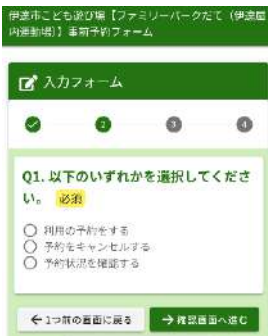 伊達市こども遊び場【ファミリーパークだて（伊達屋
内運動場）】事前予約フォーム
入力フォーム
2 3 4
Q1. 以下のいずれかを選択してくださ
い。 必須
利用の予約をする
予約をキャンセルする
予約状況を確認する
←1つ前の画面に戻る →確認画面へ進む